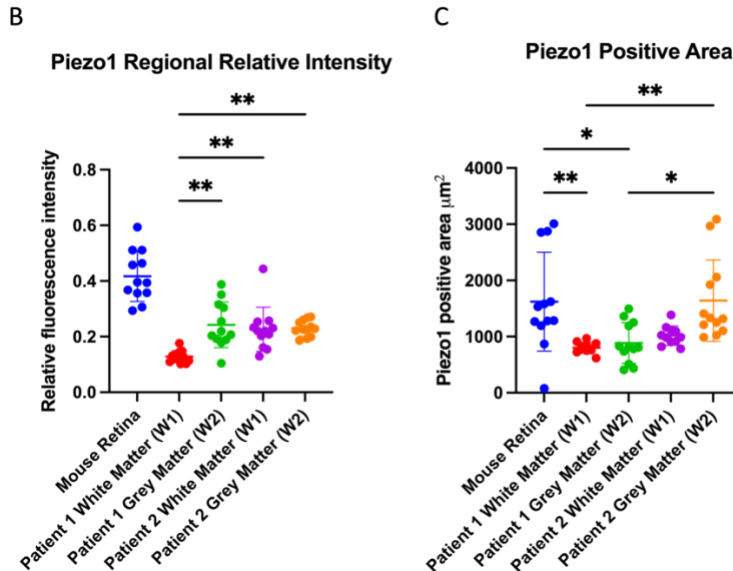 B
Piezo1 Regional Relative Intensity
**
**
**
Relative fluorescence intensity
0.8
0.6
0.4
0.2
0.0
Mouse Retina
Patient 1 White Matter (W1)
Patient 1 Grey Matter (W2)
Patient 2 White Matter (W1)
Patient 2 Grey Matter (W2)
C
Piezo1 Positive Area
**
*
**
*
Piezo1 positive area μm²
4000
3000
2000
1000
0
Mouse Retina
Patient 1 White Matter (W1)
Patient 1 Grey Matter (W2)
Patient 2 White Matter (W1)
Patient 2 Grey Matter (W2)